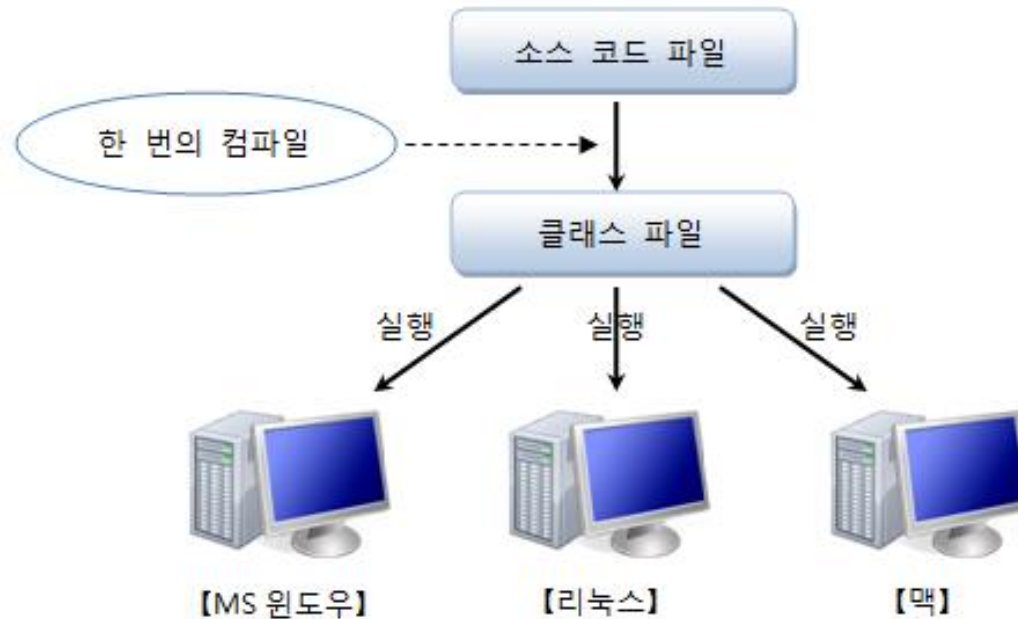 소스 코드 파일
한 번의 컴파일
클래스 파일
실행
실행
실행
【MS 윈도우】
【리눅스】
【맥】